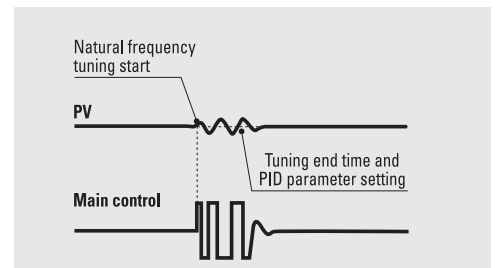 Natural frequency
tuning start
PV
Tuning end time and
PID parameter setting
Main control